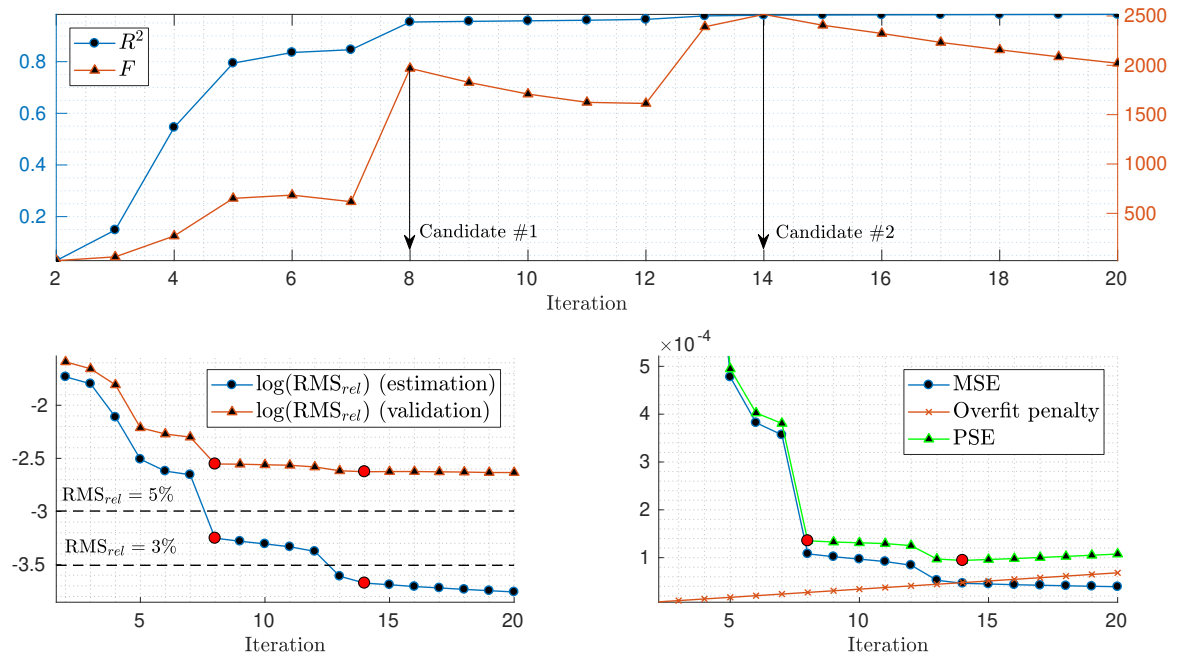 2500
R²
F
0.8
2000
0.6
1500
0.4
1000
0.2
500
Candidate #1
Candidate #2
2 4 6 8 10 12 14 16 18 20
Iteration
-2
-2.5
-3
-3.5
log(RMS_rel) (estimation)
log(RMS_rel) (validation)
RMS_rel = 5%
RMS_rel = 3%
5 10 15 20
Iteration
×10⁻⁴
5
4
3
2
1
MSE
Overfit penalty
PSE
5 10 15 20
Iteration